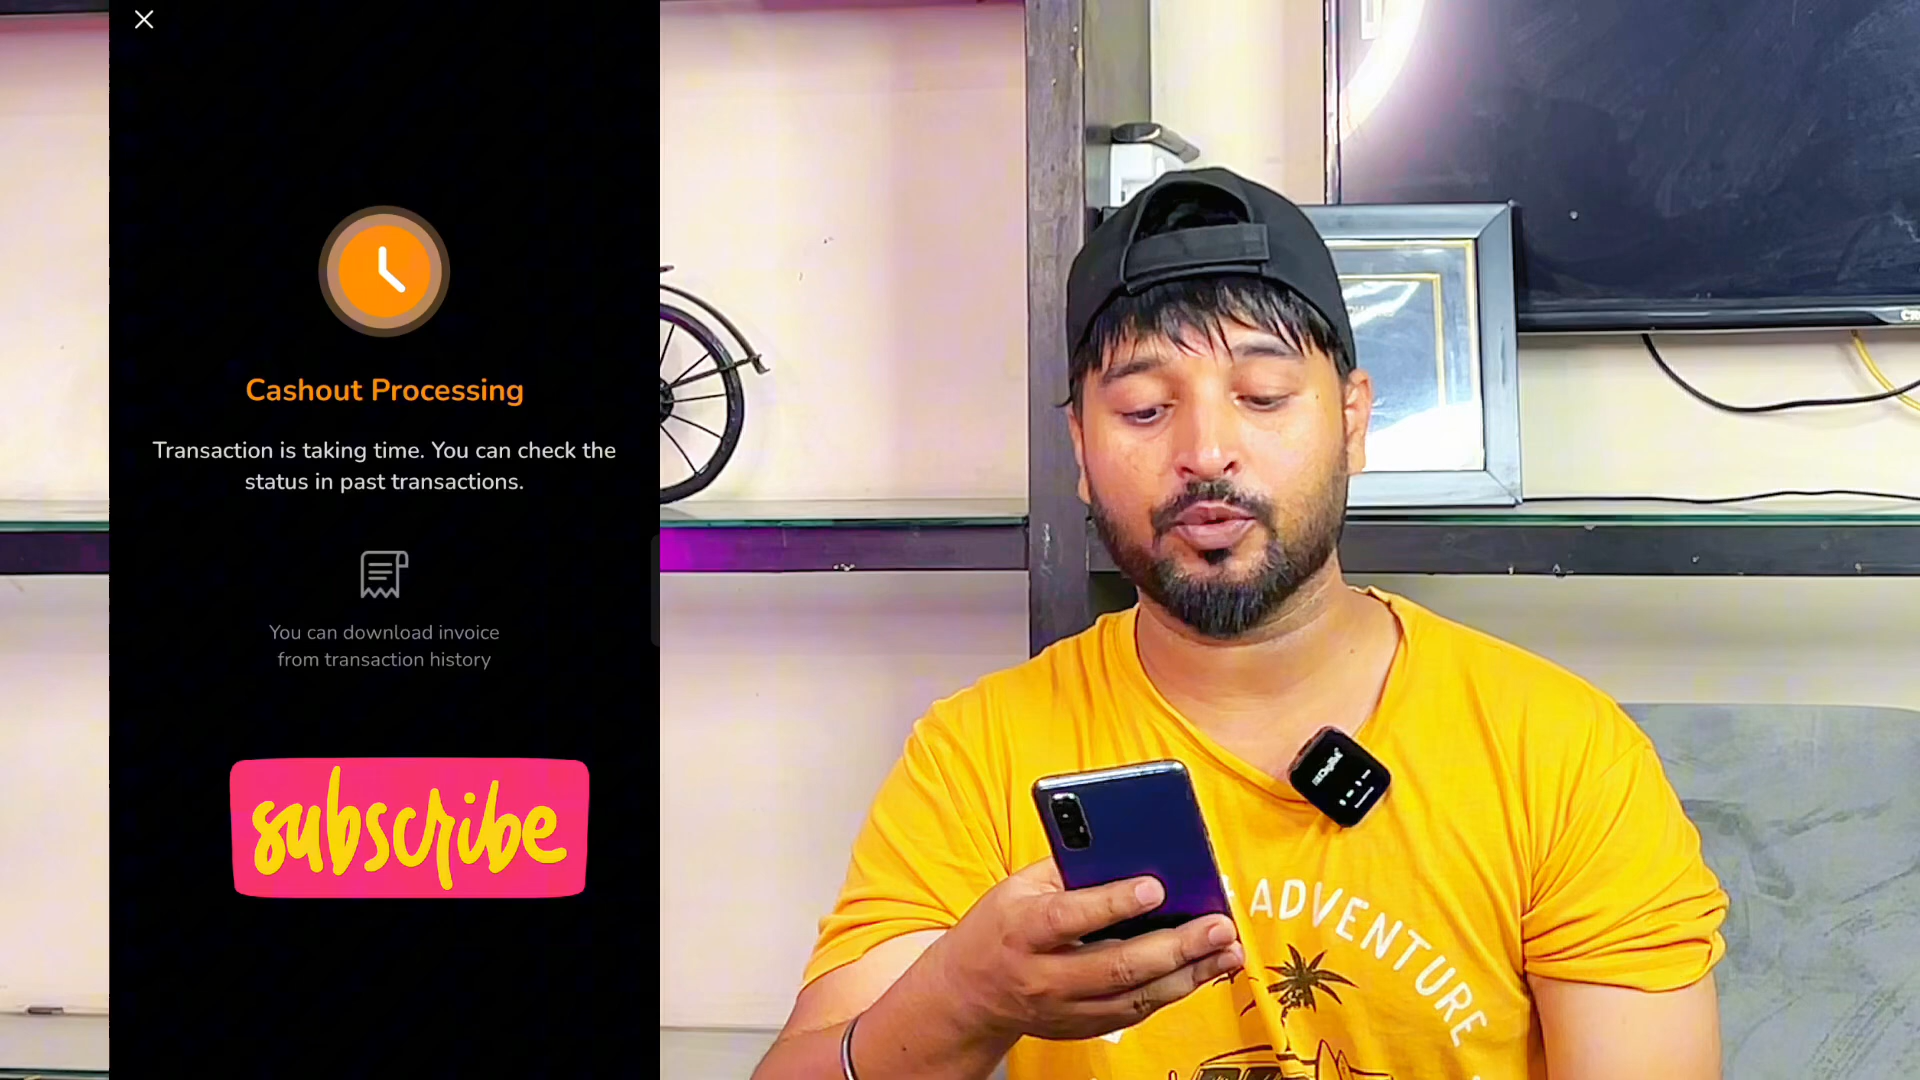 Cashout Processing
Transaction is taking time. You can check the
status in past transactions.
You can download invoice
from transaction history
subscribe
ADVENTURE